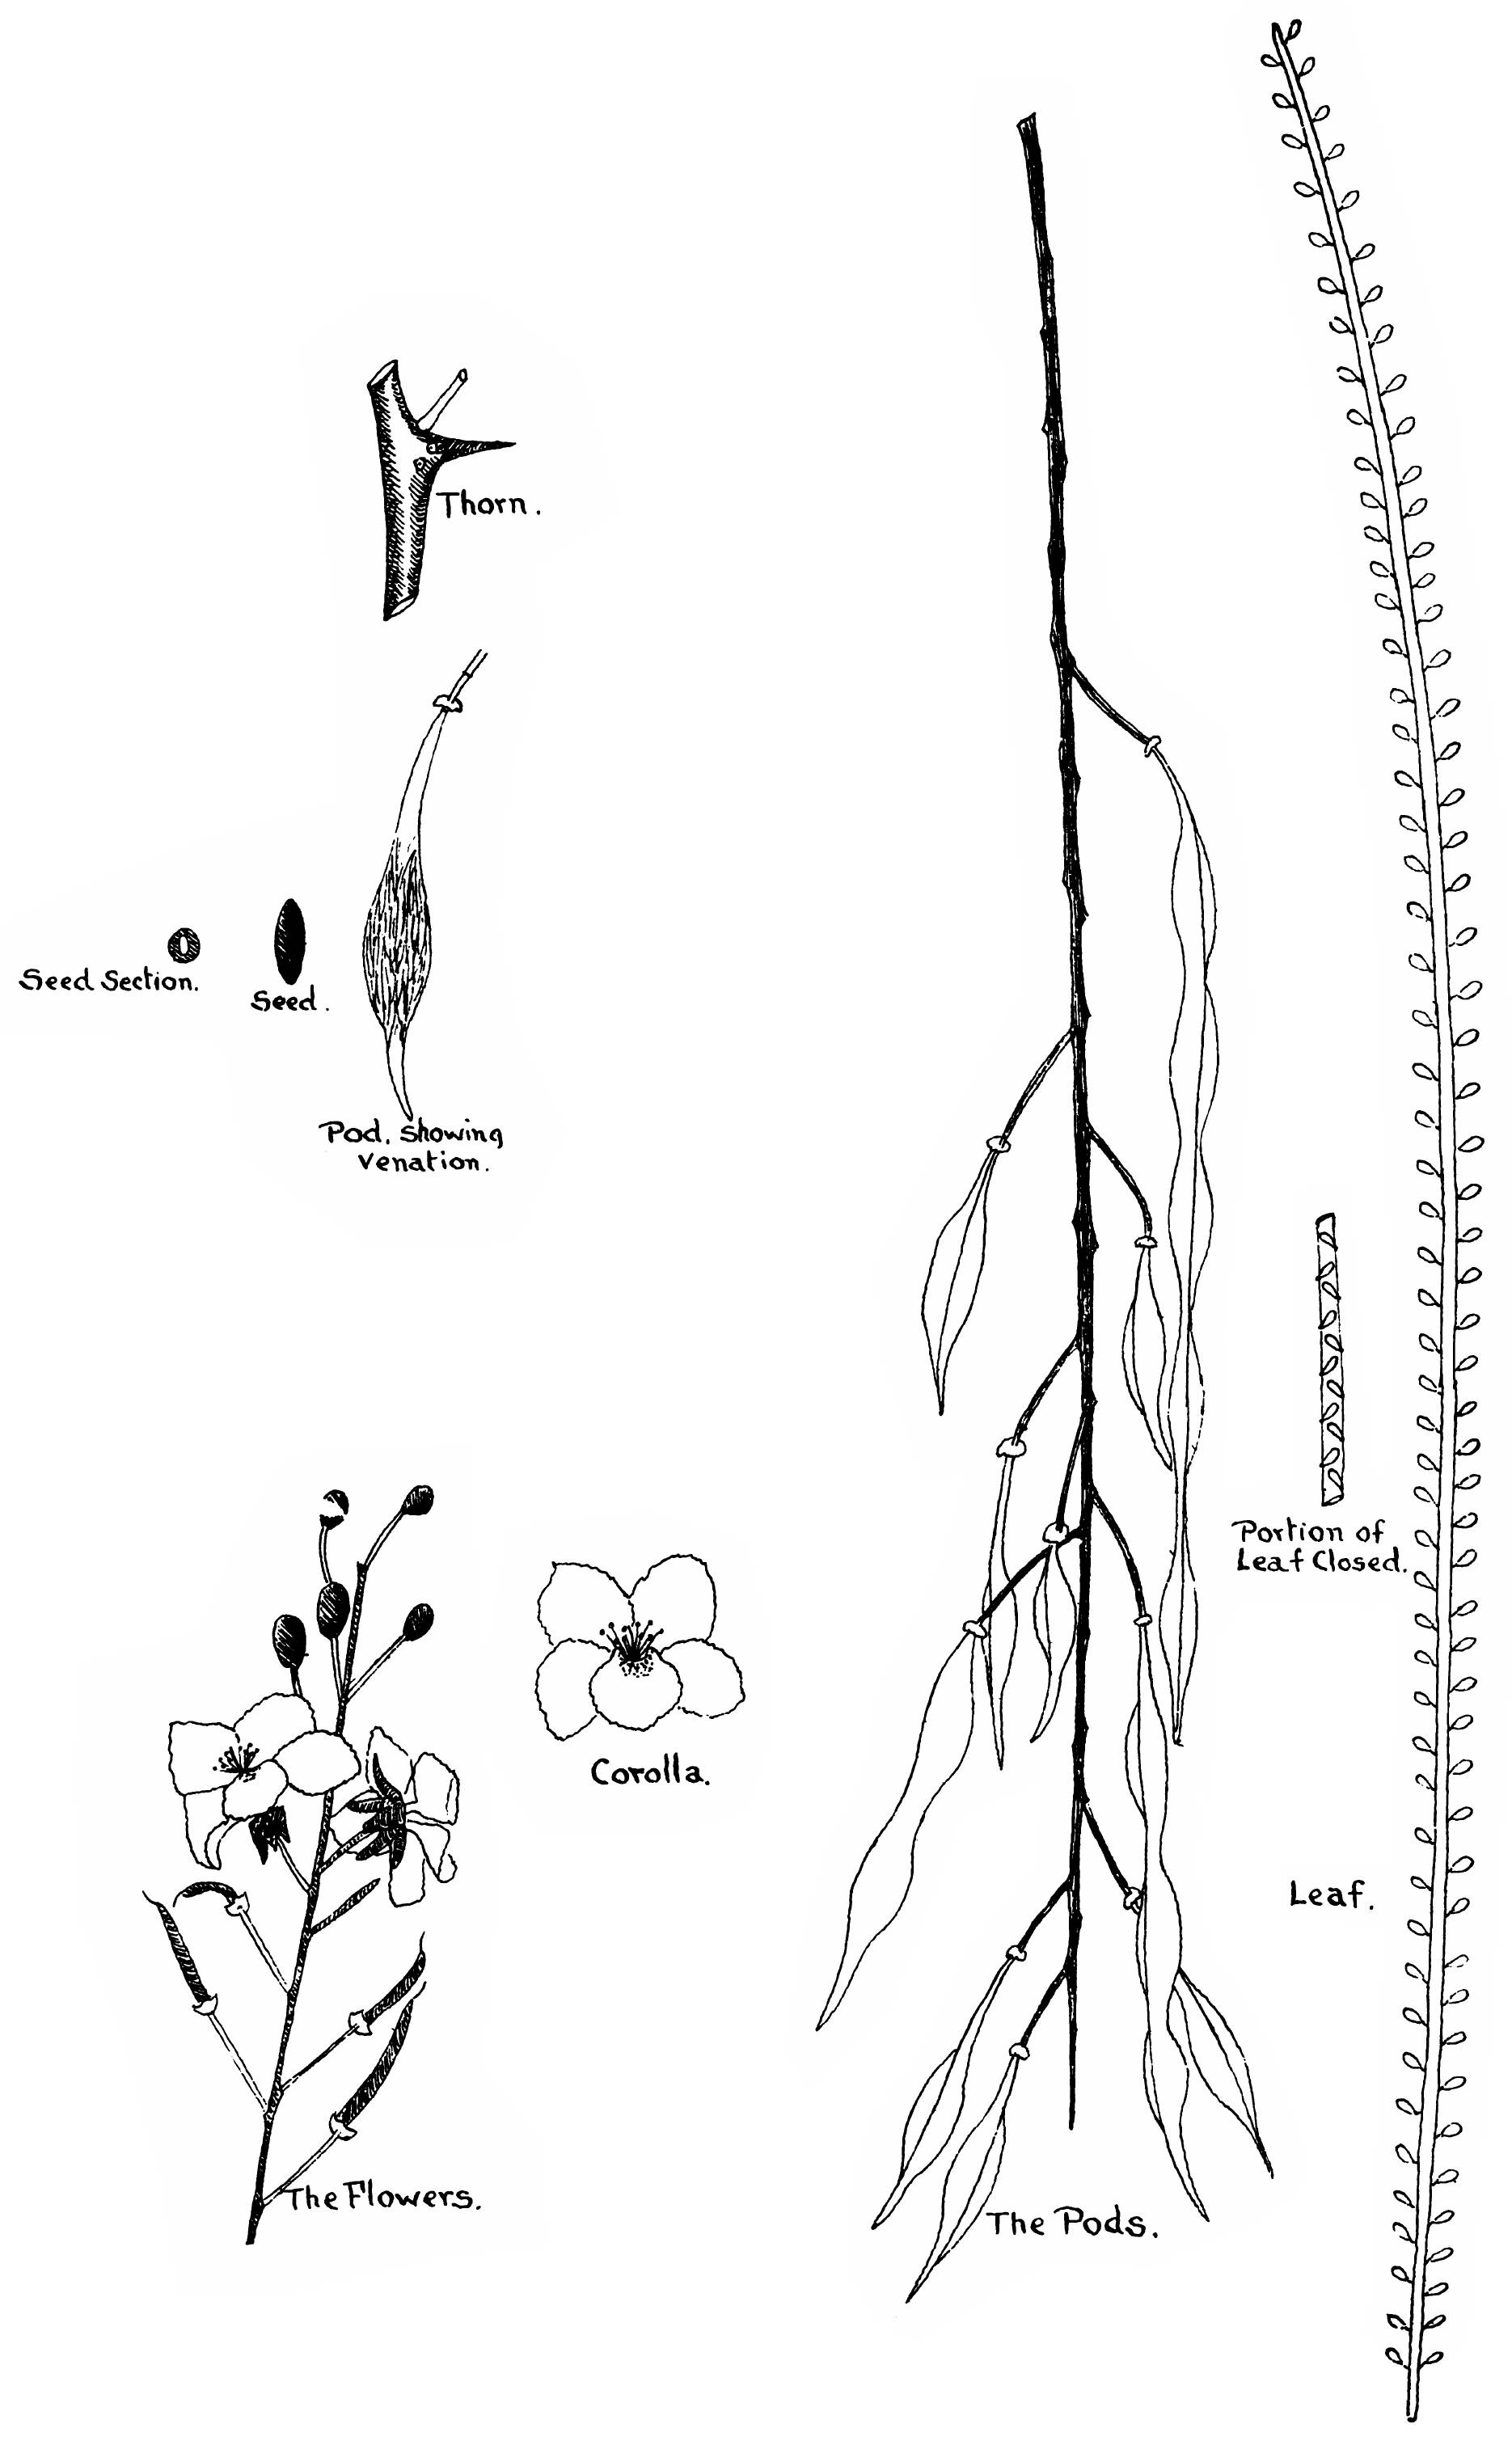 Thorn.
Seed Section.
Seed.
Pod. showing
venation.
Portion of
Leaf Closed.
Corolla.
Leaf.
The Flowers.
The Pods.